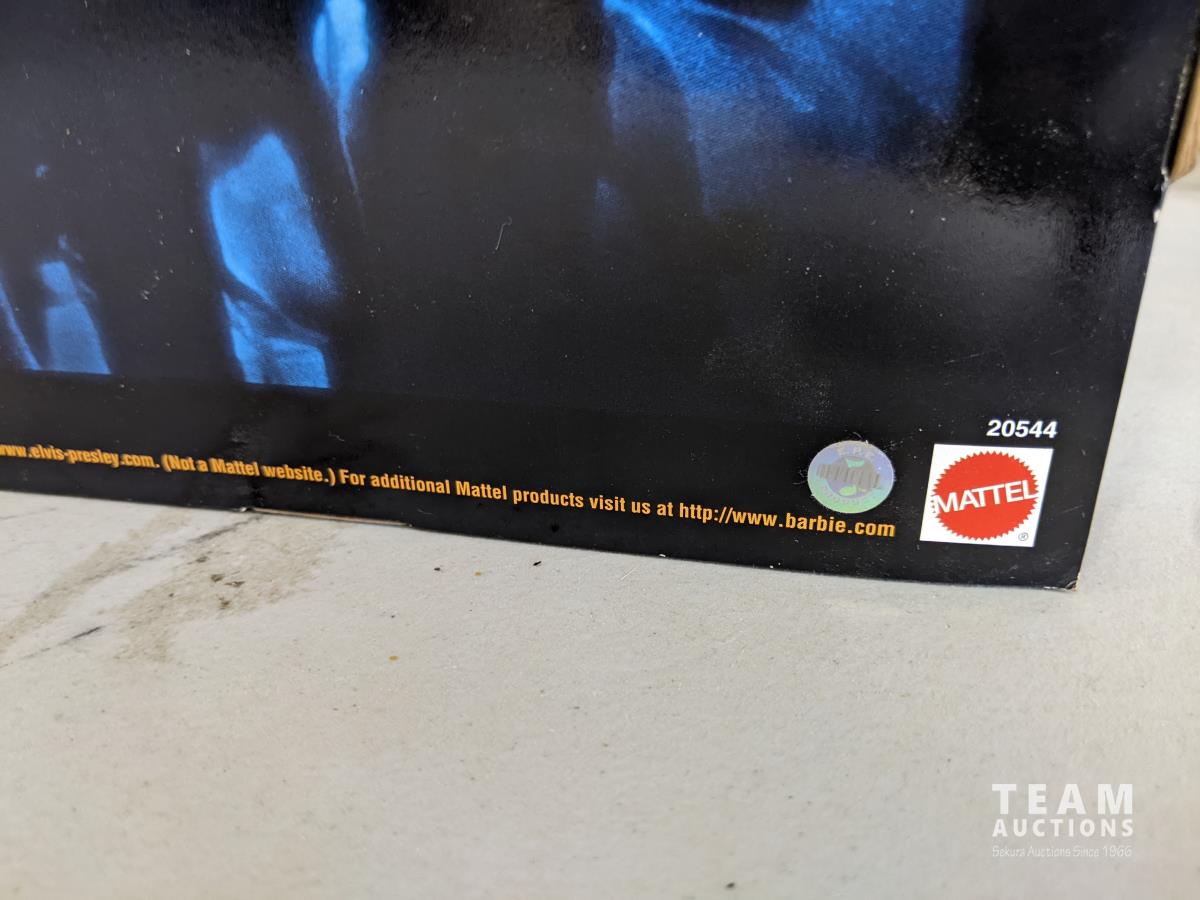 20544
www.elvis-presley.com. (Not a Mattel website.) For additional Mattel products visit us at http://www.barbie.com
E.P.E.
MATTEL
®
TEAM
AUCTIONS
Sekura Auctions Since 1966